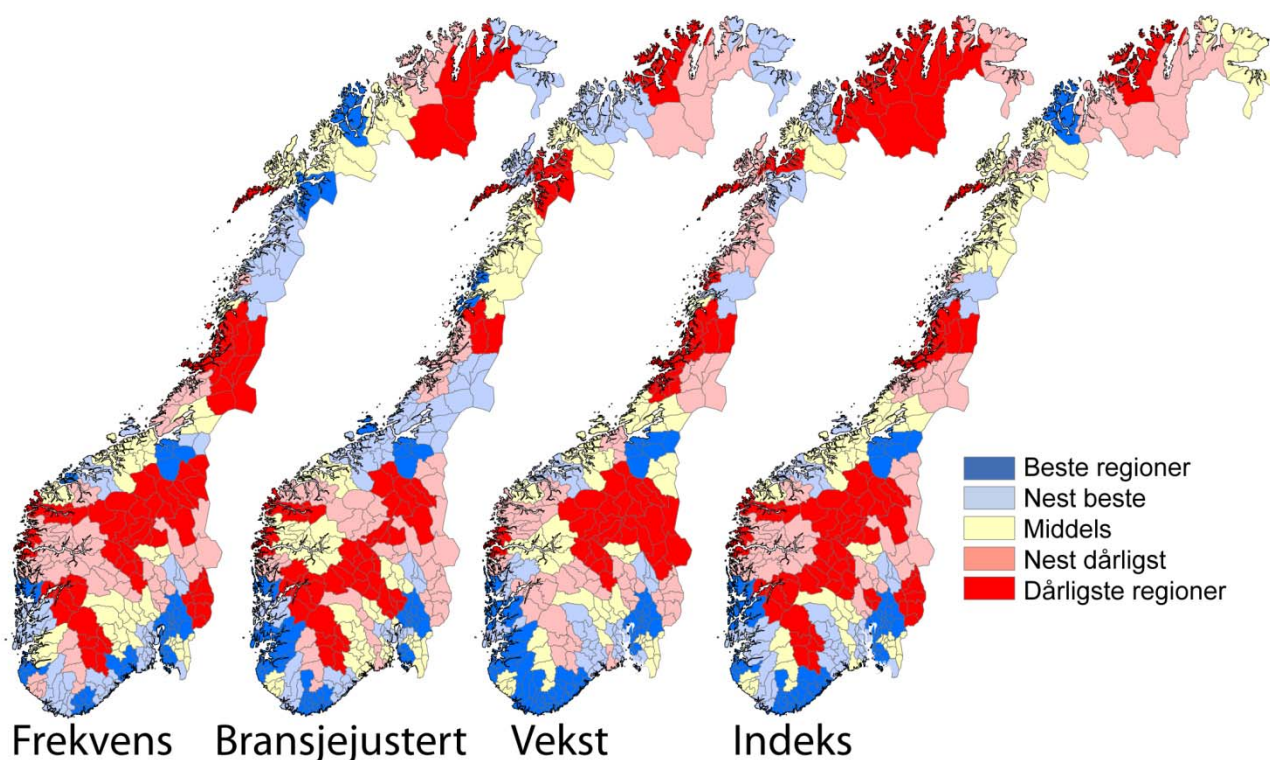 Beste regioner
Nest beste
Middels
Nest dårligst
Dårligste regioner
Frekvens Bransjejustert Vekst Indeks